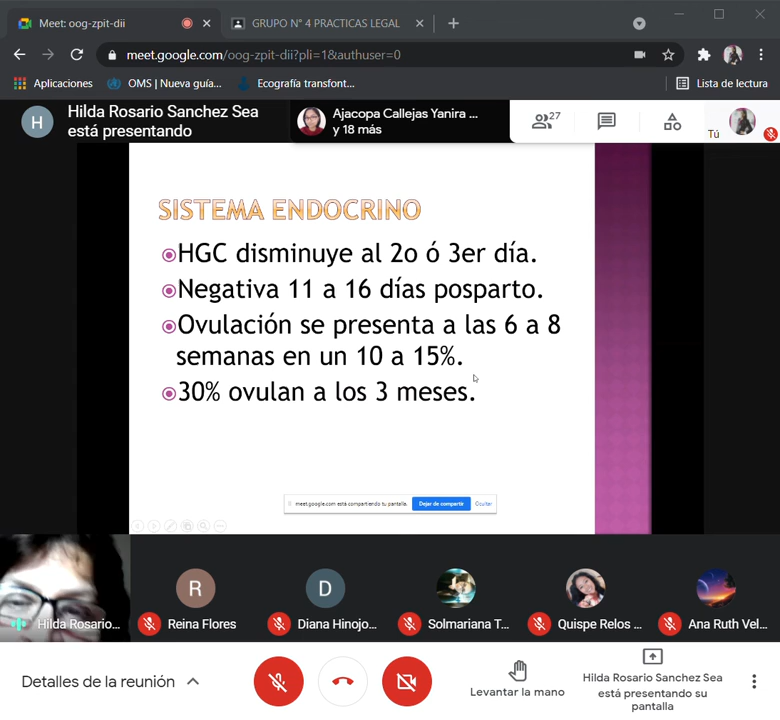 Meet: oog-zpit-dii
GRUPO N° 4 PRACTICAS LEGAL
meet.google.com/oog-zpit-dii?pli=1&authuser=0
Aplicaciones
OMS | Nueva guía...
Ecografía transfont...
Lista de lectura
H
Hilda Rosario Sanchez Sea
está presentando
Ajacopa Callejas Yanira ...
y 18 más
27
Tú
SISTEMA ENDOCRINO
HGC disminuye al 2o ó 3er día.
Negativa 11 a 16 días posparto.
Ovulación se presenta a las 6 a 8
semanas en un 10 a 15%.
30% ovulan a los 3 meses.
meet.google.com está compartiendo tu pantalla.
Dejar de compartir
Ocultar
Hilda Rosario...
R
Reina Flores
D
Diana Hinojo...
Solmariana T...
Quispe Relos ...
Ana Ruth Vel...
Detalles de la reunión
Levantar la mano
Hilda Rosario Sanchez Sea
está presentando su
pantalla